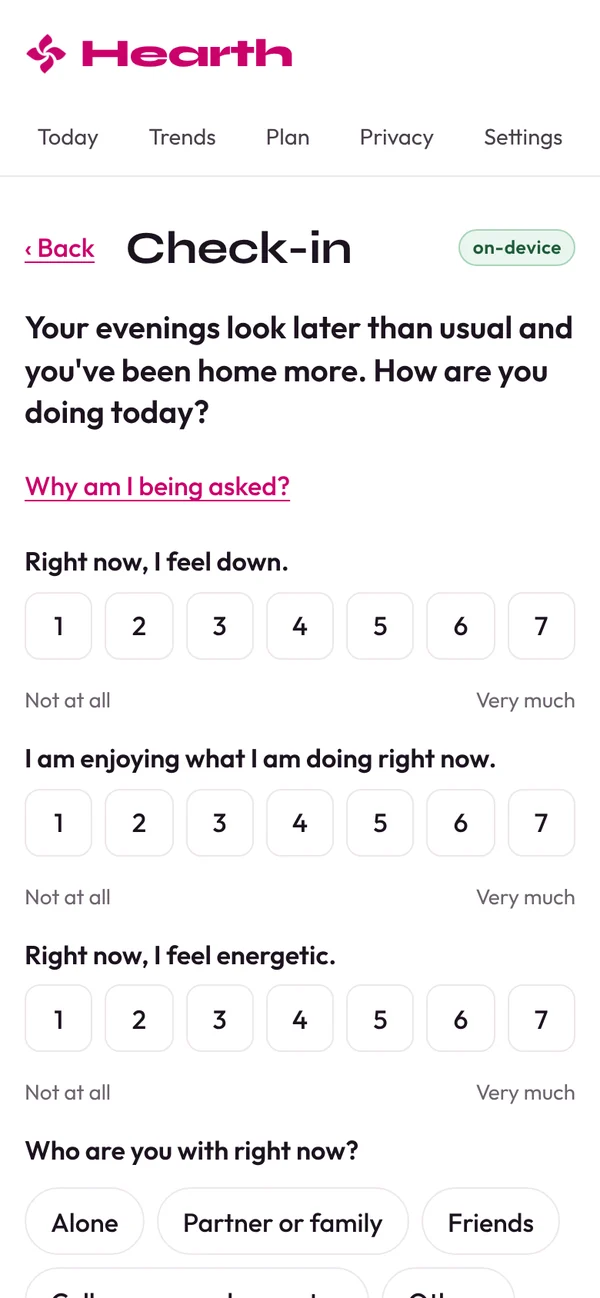 Hearth
Today Trends Plan Privacy Settings
‹ Back Check-in on-device
Your evenings look later than usual and
you've been home more. How are you
doing today?
Why am I being asked?
Right now, I feel down.
1 2 3 4 5 6 7
Not at all Very much
I am enjoying what I am doing right now.
1 2 3 4 5 6 7
Not at all Very much
Right now, I feel energetic.
1 2 3 4 5 6 7
Not at all Very much
Who are you with right now?
Alone Partner or family Friends